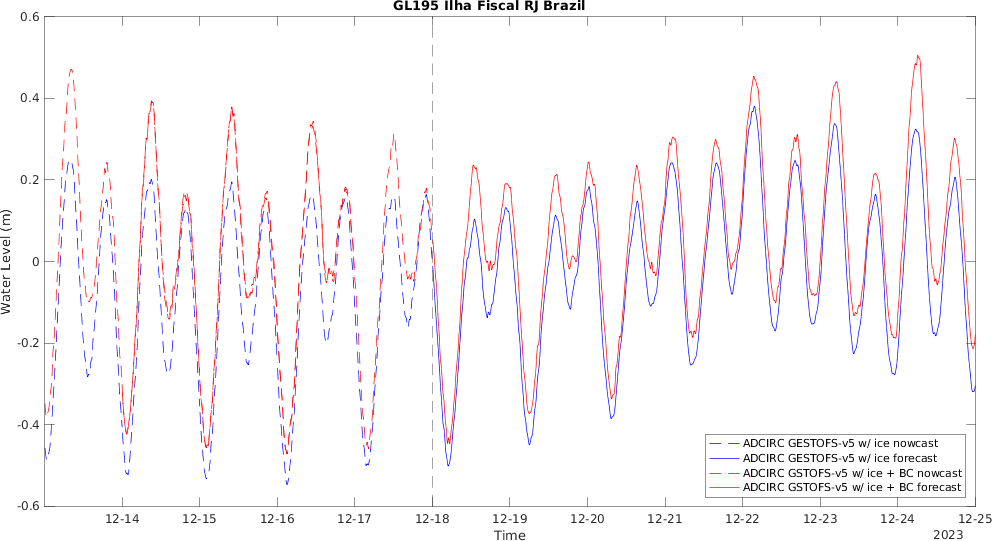 GL195 Ilha Fiscal RJ Brazil
0.6
0.4
0.2
0
-0.2
-0.4
-0.6
Water Level (m)
12-14 12-15 12-16 12-17 12-18 12-19 12-20 12-21 12-22 12-23 12-24 12-25
Time
2023
ADCIRC GESTOFS-v5 w/ ice nowcast
ADCIRC GESTOFS-v5 w/ ice forecast
ADCIRC GSTOFS-v5 w/ ice + BC nowcast
ADCIRC GSTOFS-v5 w/ ice + BC forecast